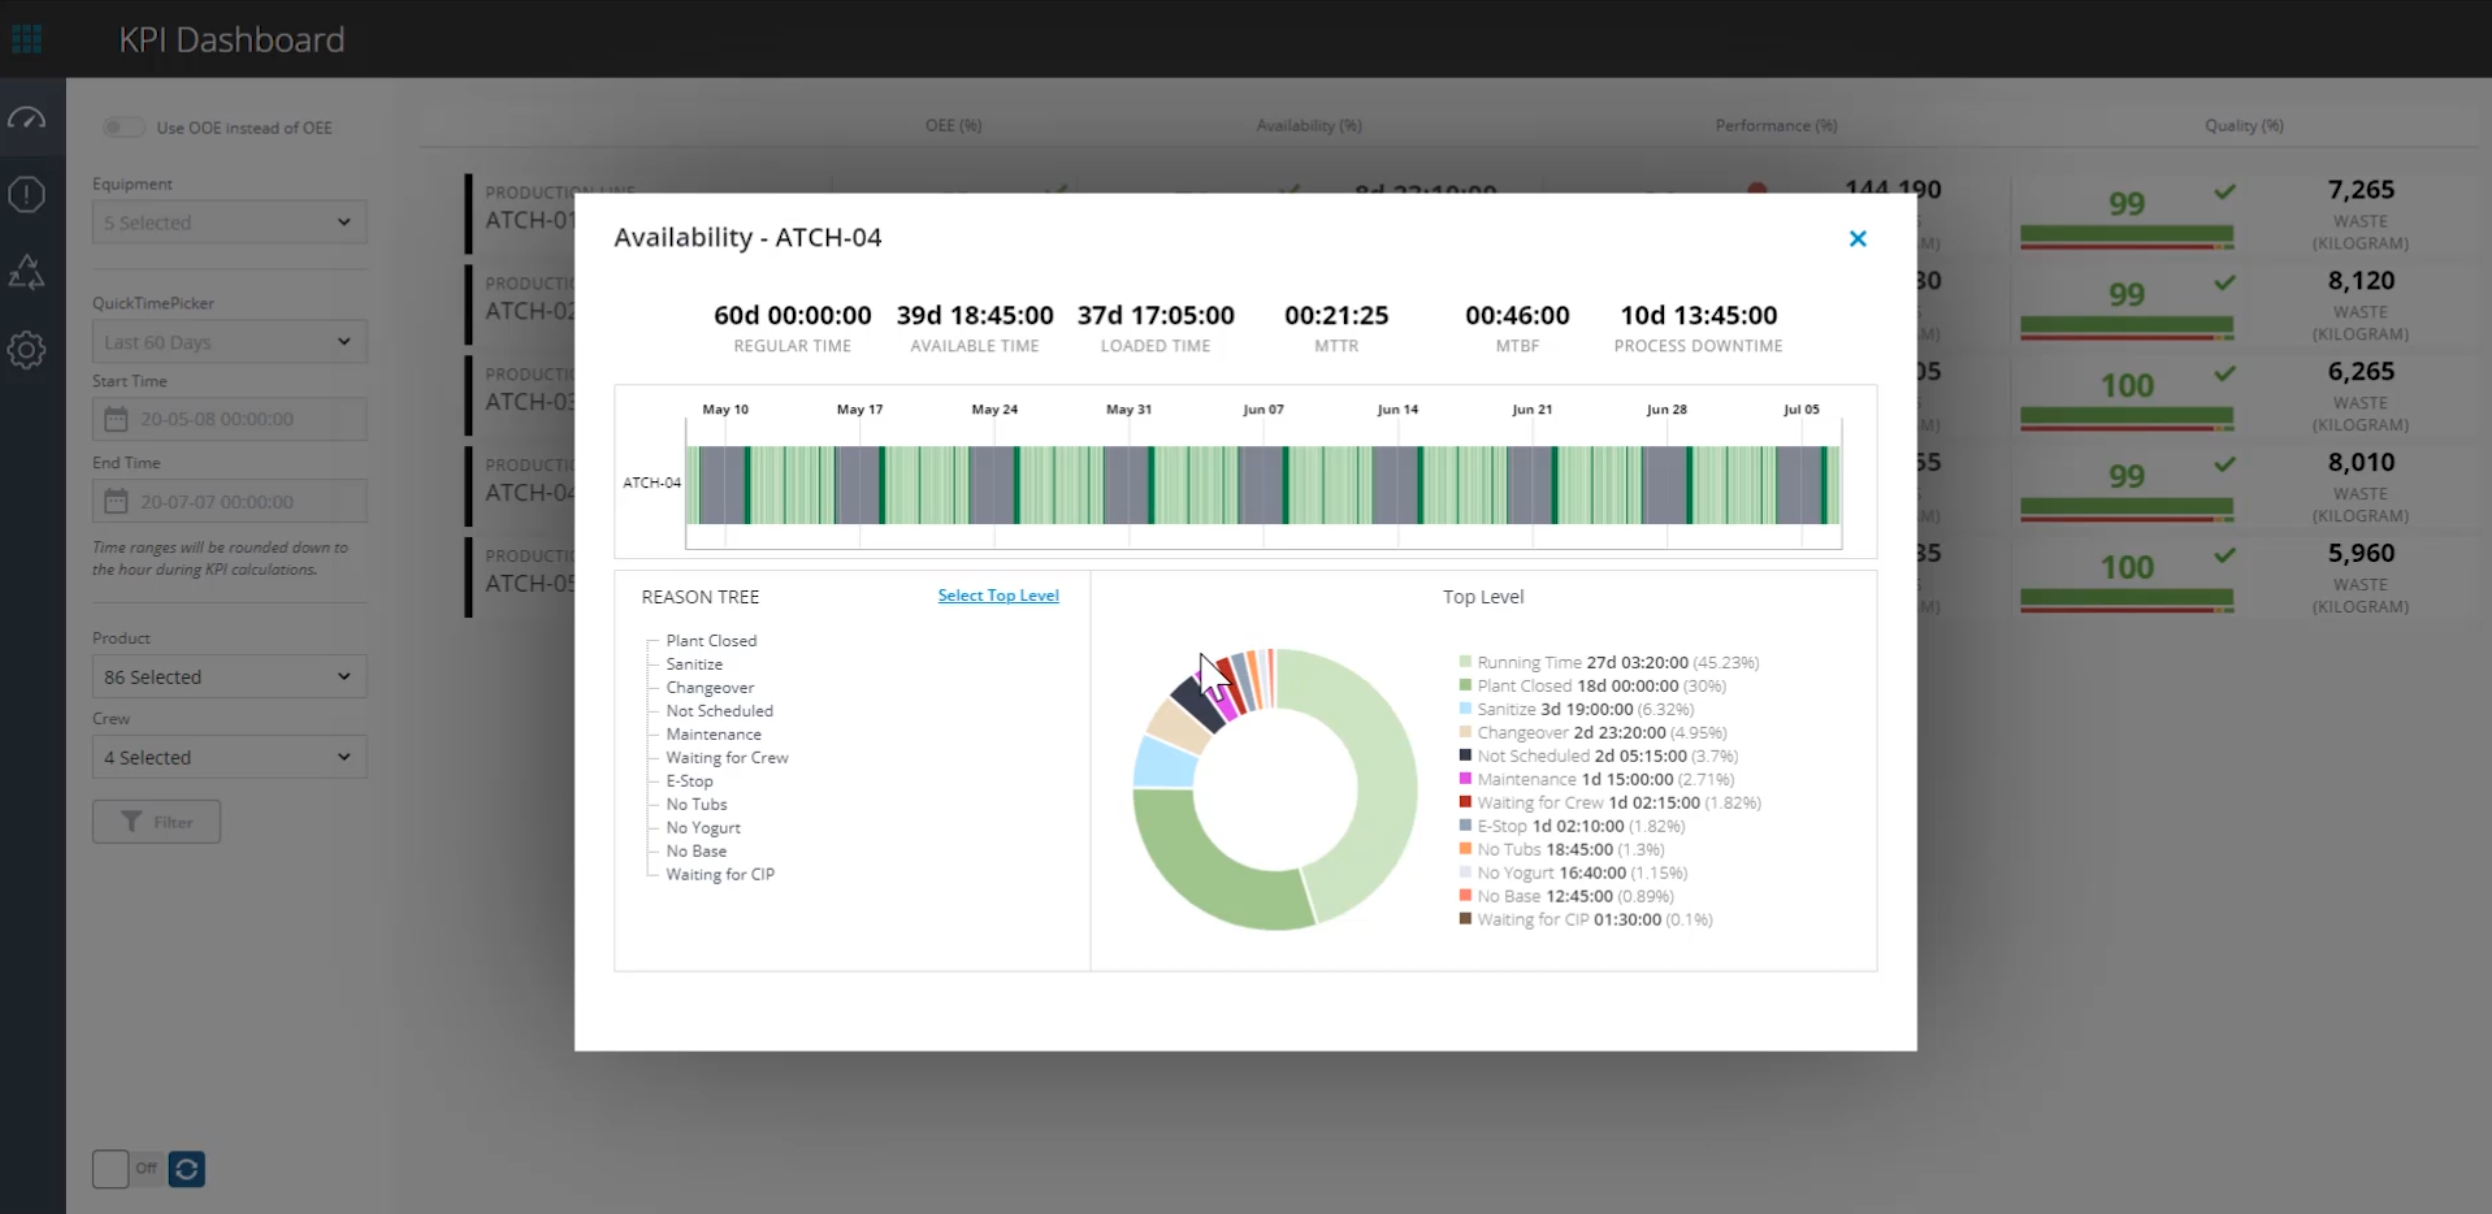 KPI Dashboard
Use OOE instead of OEE
OEE (%)
Availability (%)
Performance (%)
Quality (%)
Equipment
5 Selected
QuickTimePicker
Last 60 Days
Start Time
20-05-08 00:00:00
End Time
20-07-07 00:00:00
Time ranges will be rounded down to
the hour during KPI calculations.
Product
86 Selected
Crew
4 Selected
Filter
Off
PRODUCTION LINE
ATCH-01
ATCH-02
ATCH-03
ATCH-04
ATCH-05
8d 22:10:00
144,190
99
7,265
WASTE
(KILOGRAM)
99
8,120
WASTE
(KILOGRAM)
100
6,265
WASTE
(KILOGRAM)
99
8,010
WASTE
(KILOGRAM)
100
5,960
WASTE
(KILOGRAM)
Availability - ATCH-04
60d 00:00:00 39d 18:45:00 37d 17:05:00 00:21:25 00:46:00 10d 13:45:00
REGULAR TIME AVAILABLE TIME LOADED TIME MTTR MTBF PROCESS DOWNTIME
May 10 May 17 May 24 May 31 Jun 07 Jun 14 Jun 21 Jun 28 Jul 05
ATCH-04
REASON TREE
Select Top Level
Plant Closed
Sanitize
Changeover
Not Scheduled
Maintenance
Waiting for Crew
E-Stop
No Tubs
No Yogurt
No Base
Waiting for CIP
Top Level
Running Time 27d 03:20:00 (45.23%)
Plant Closed 18d 00:00:00 (30%)
Sanitize 3d 19:00:00 (6.32%)
Changeover 2d 23:20:00 (4.95%)
Not Scheduled 2d 05:15:00 (3.7%)
Maintenance 1d 15:00:00 (2.71%)
Waiting for Crew 1d 02:15:00 (1.82%)
E-Stop 1d 02:10:00 (1.82%)
No Tubs 18:45:00 (1.3%)
No Yogurt 16:40:00 (1.15%)
No Base 12:45:00 (0.89%)
Waiting for CIP 01:30:00 (0.1%)